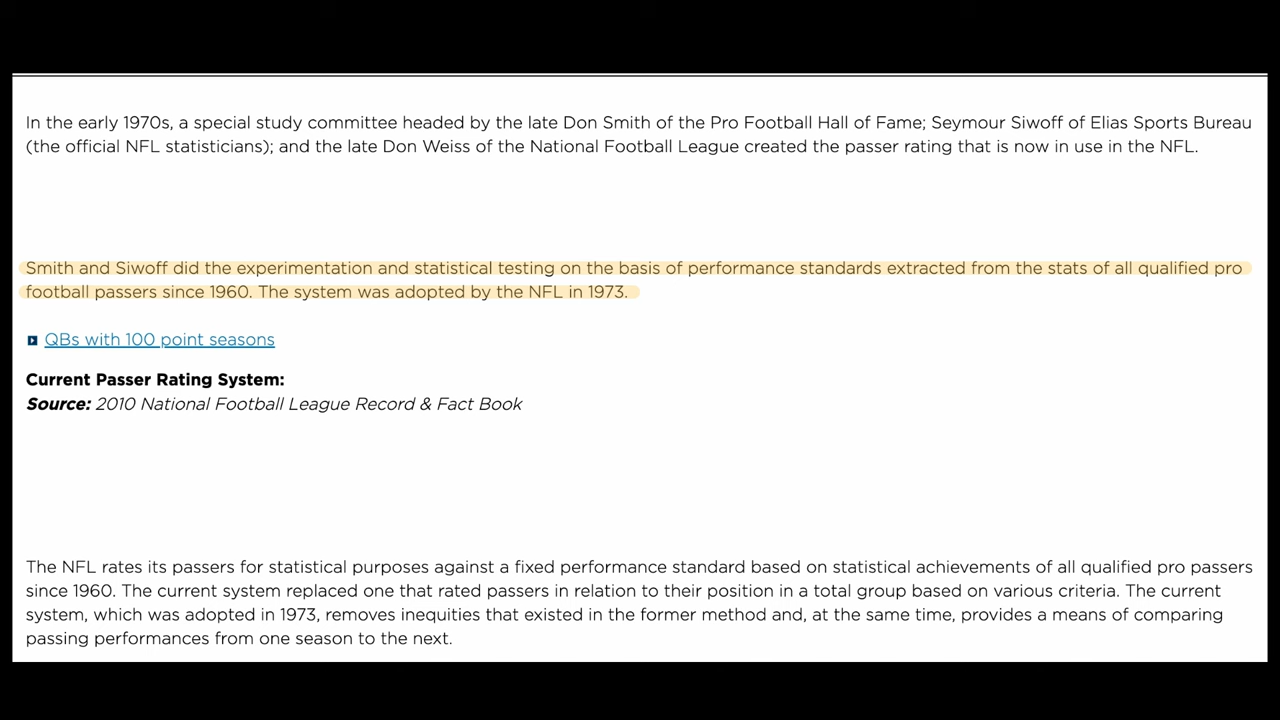 In the early 1970s, a special study committee headed by the late Don Smith of the Pro Football Hall of Fame; Seymour Siwoff of Elias Sports Bureau
(the official NFL statisticians); and the late Don Weiss of the National Football League created the passer rating that is now in use in the NFL.
Smith and Siwoff did the experimentation and statistical testing on the basis of performance standards extracted from the stats of all qualified pro
football passers since 1960. The system was adopted by the NFL in 1973.
QBs with 100 point seasons
Current Passer Rating System:
Source: 2010 National Football League Record & Fact Book
The NFL rates its passers for statistical purposes against a fixed performance standard based on statistical achievements of all qualified pro passers
since 1960. The current system replaced one that rated passers in relation to their position in a total group based on various criteria. The current
system, which was adopted in 1973, removes inequities that existed in the former method and, at the same time, provides a means of comparing
passing performances from one season to the next.